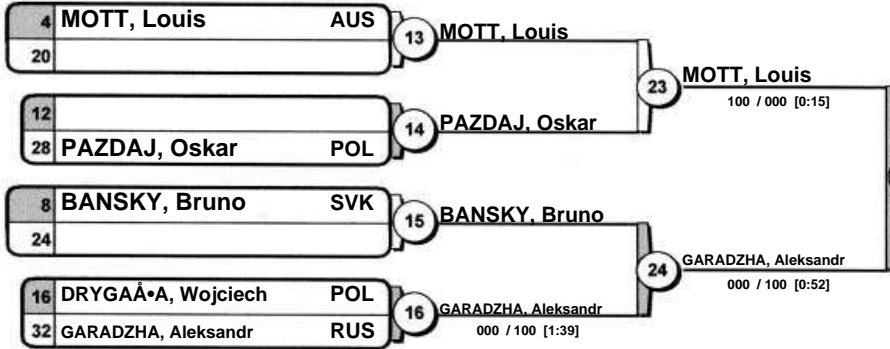 4 MOTT, Louis AUS
20
13 MOTT, Louis
12
28 PAZDAJ, Oskar POL
14 PAZDAJ, Oskar
23 MOTT, Louis
100 / 000 [0:15]
8 BANSKY, Bruno SVK
24
15 BANSKY, Bruno
16 DRYGAÅ•A, Wojciech POL
32 GARADZHA, Aleksandr RUS
16 GARADZHA, Aleksandr
000 / 100 [1:39]
24 GARADZHA, Aleksandr
000 / 100 [0:52]